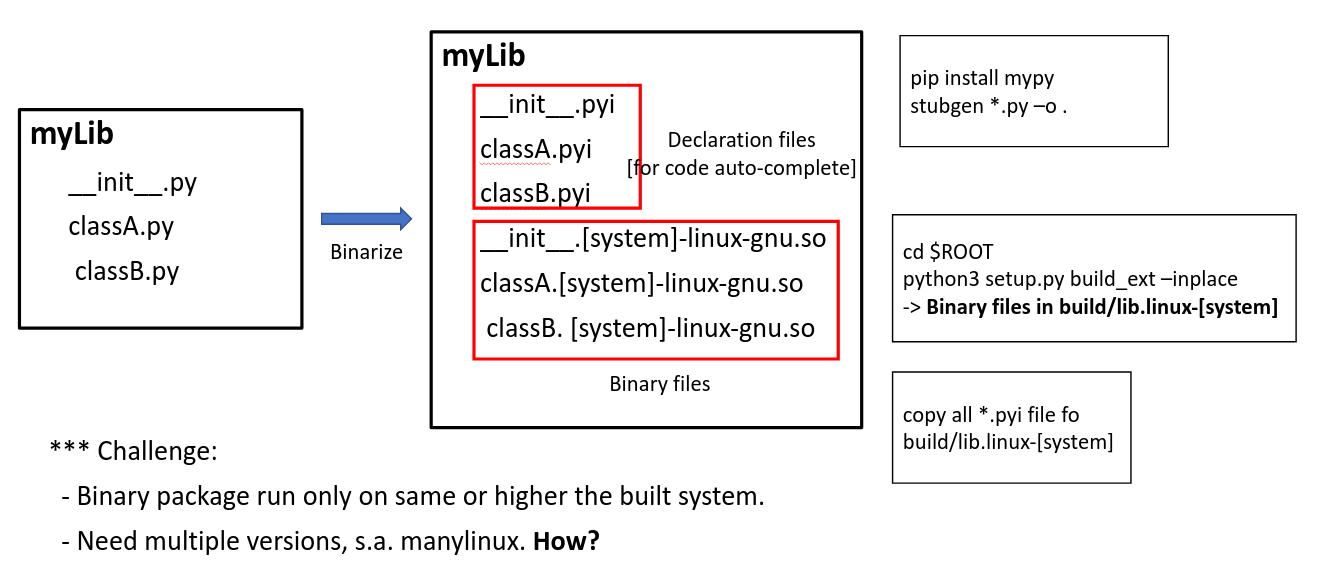 myLib
__init__.py
classA.py
classB.py
Binarize
myLib
__init__.pyi
classA.pyi
classB.pyi
Declaration files
[for code auto-complete]
__init__.[system]-linux-gnu.so
classA.[system]-linux-gnu.so
classB. [system]-linux-gnu.so
Binary files
pip install mypy
stubgen *.py –o .
cd $ROOT
python3 setup.py build_ext –inplace
-> Binary files in build/lib.linux-[system]
copy all *.pyi file fo
build/lib.linux-[system]
*** Challenge:
- Binary package run only on same or higher the built system.
- Need multiple versions, s.a. manylinux. How?